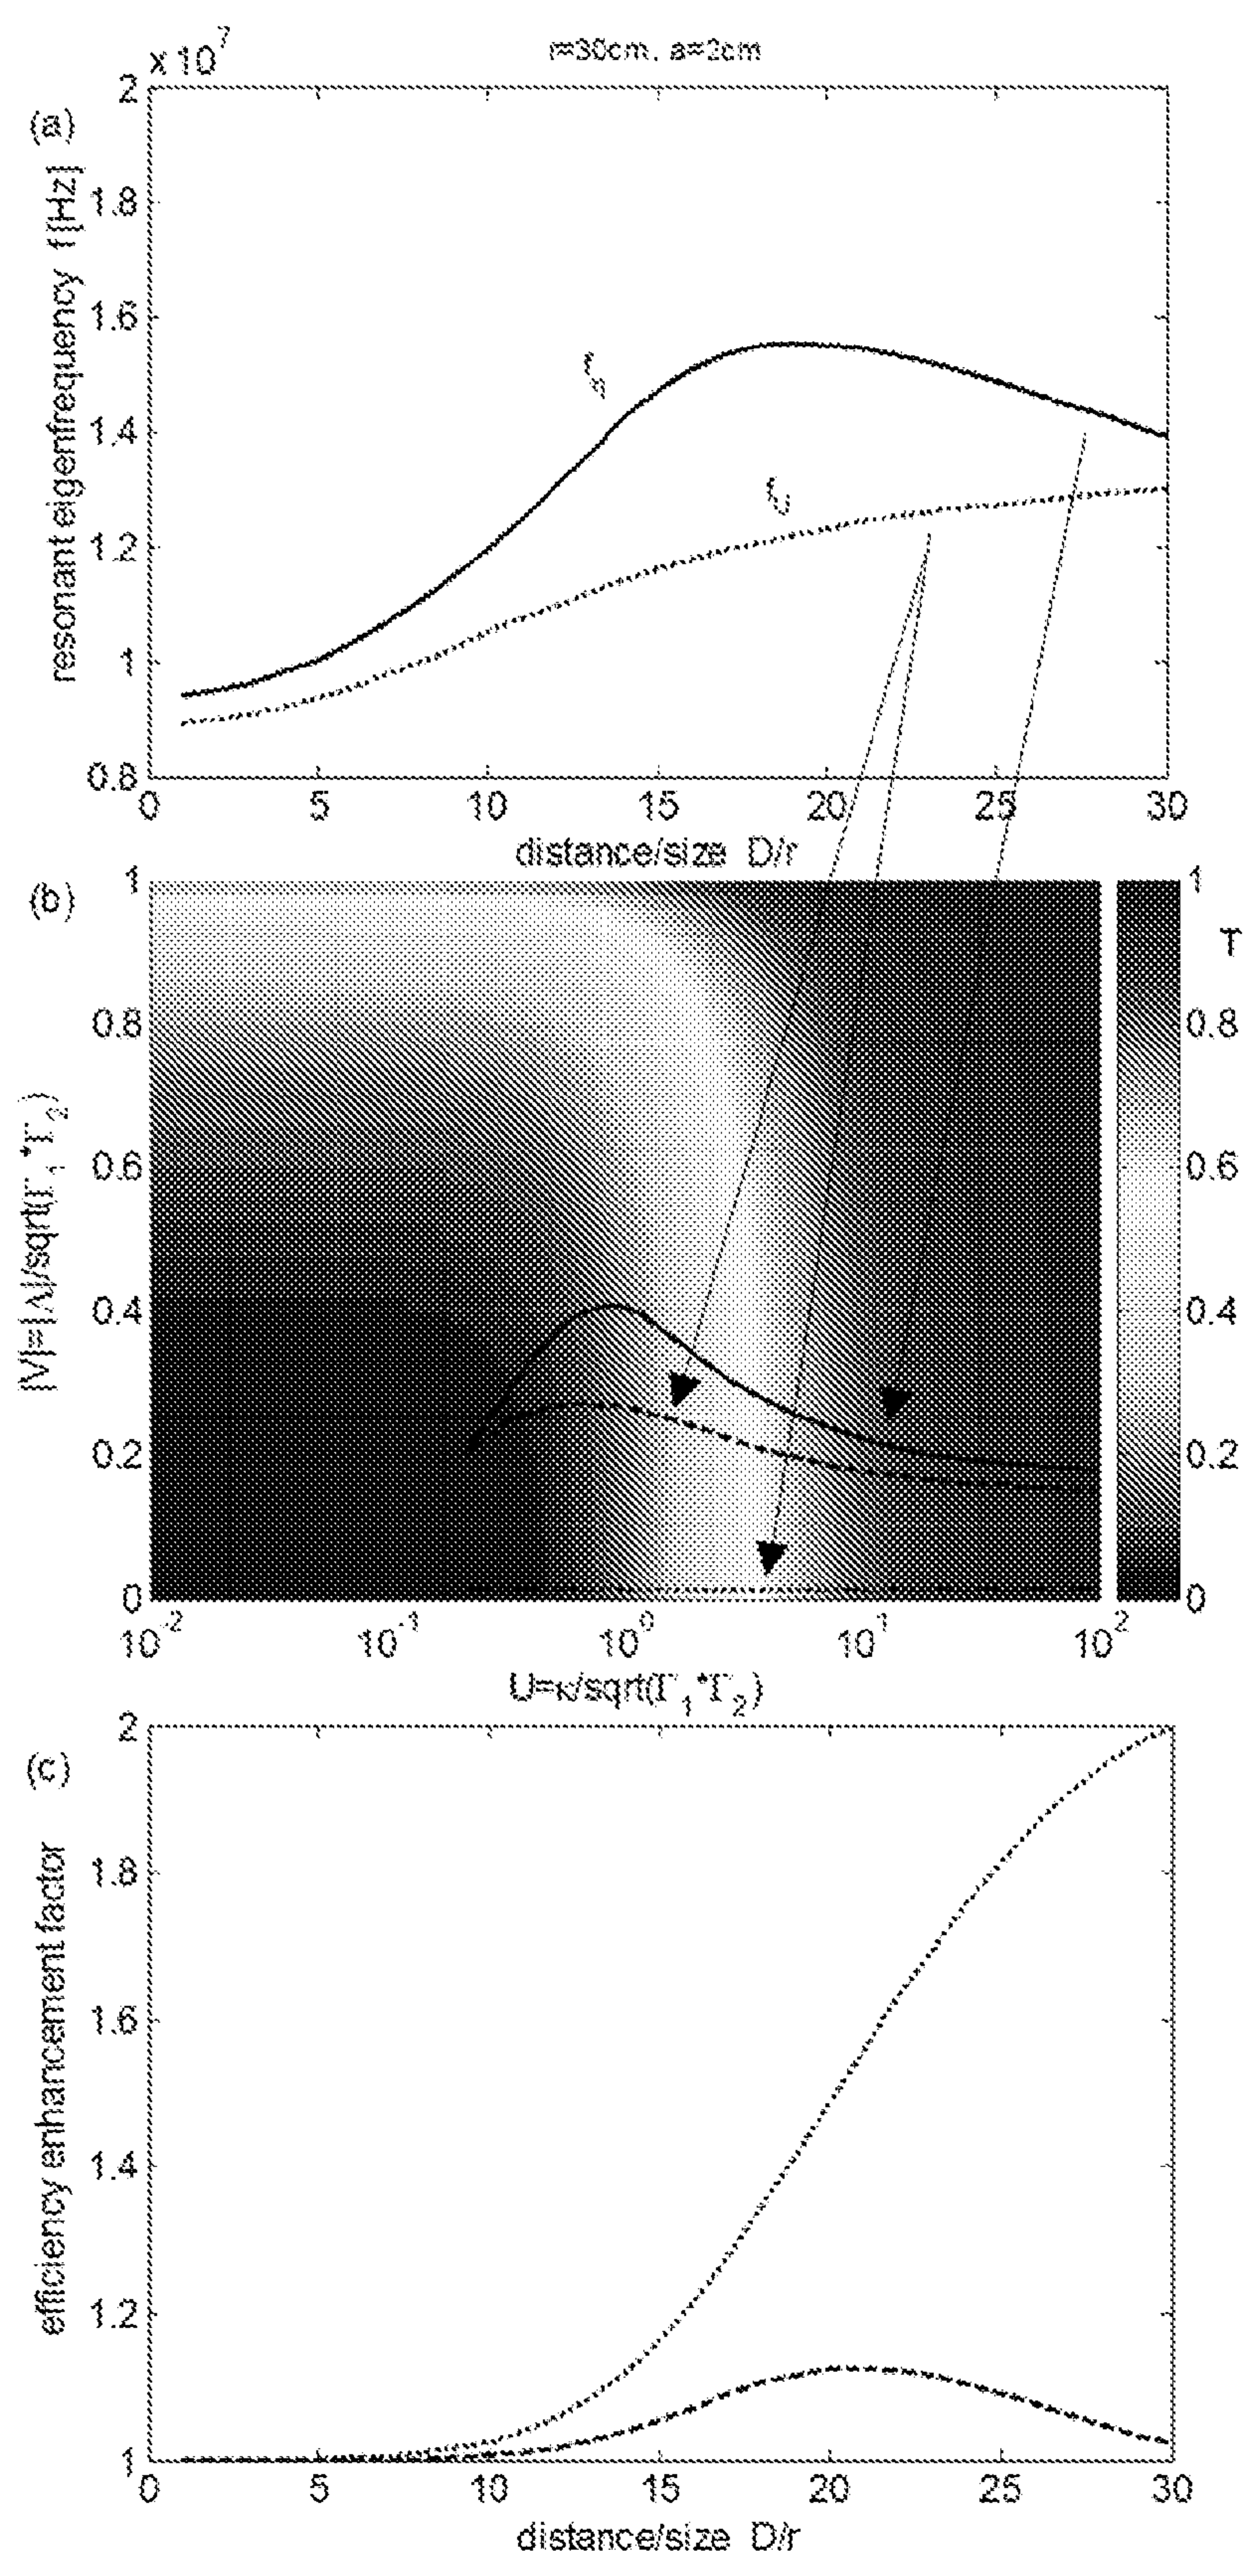 x 10^7
r=30cm, a=2cm
(a)
resonant eigenfrequency f [Hz]
2
1.8
1.6
1.4
1.2
1
0.8
f_η
f_U
0 5 10 15 20 25 30
distance/size D/r
(b)
|V|=|Λ|/sqrt(Γ_1*Γ_2)
1
0.8
0.6
0.4
0.2
0
1
T
0.8
0.6
0.4
0.2
0
10^-2 10^-1 10^0 10^1 10^2
U=κ/sqrt(Γ_1*Γ_2)
(c)
efficiency enhancement factor
2
1.8
1.6
1.4
1.2
1
0 5 10 15 20 25 30
distance/size D/r